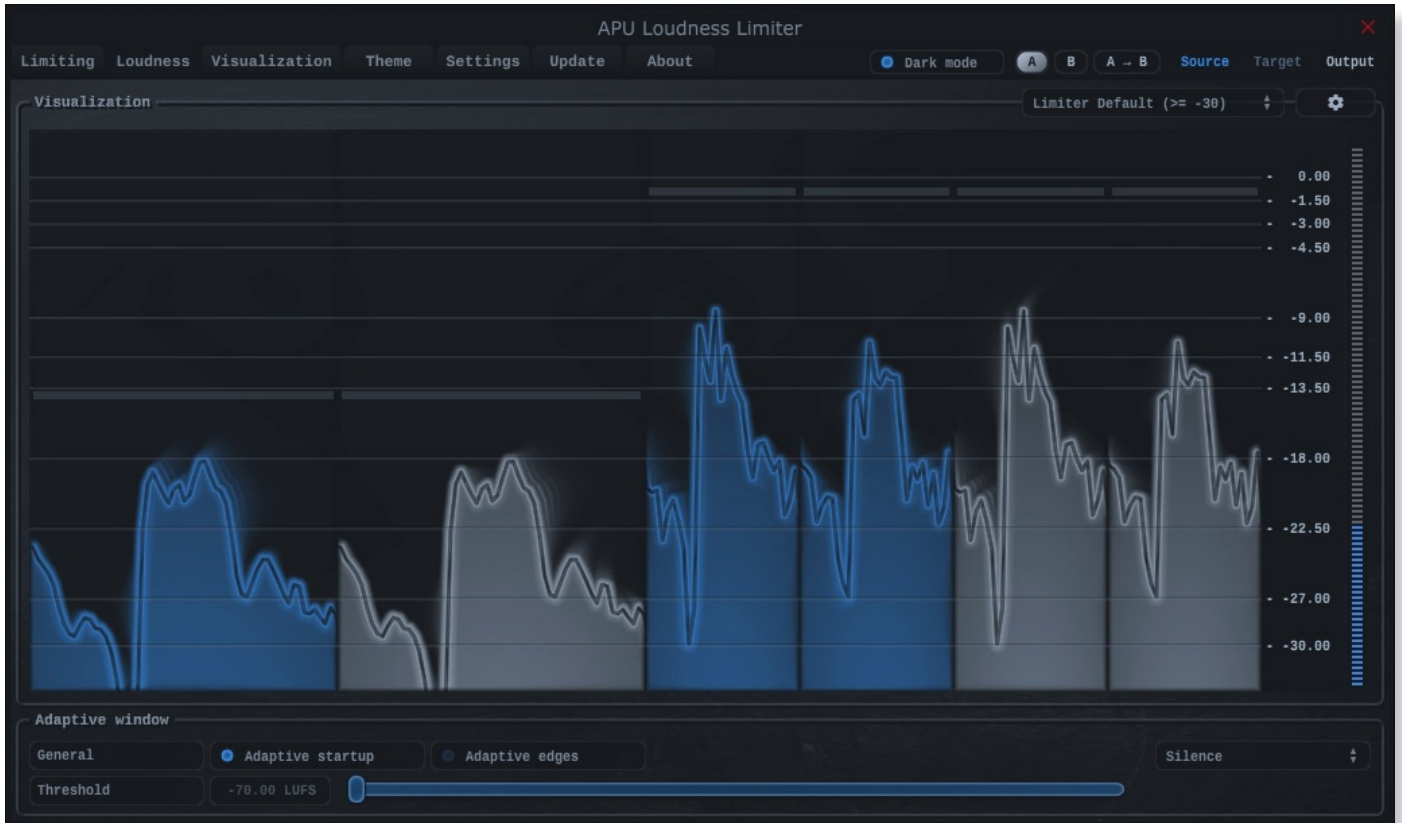 APU Loudness Limiter
Limiting Loudness Visualization Theme Settings Update About Dark mode A B A → B Source Target Output
Visualization Limiter Default (>= -30)
- 0.00
- -1.50
- -3.00
- -4.50
- -9.00
- -11.50
- -13.50
- -18.00
- -22.50
- -27.00
- -30.00
Adaptive window
General Adaptive startup Adaptive edges Silence
Threshold -70.00 LUFS